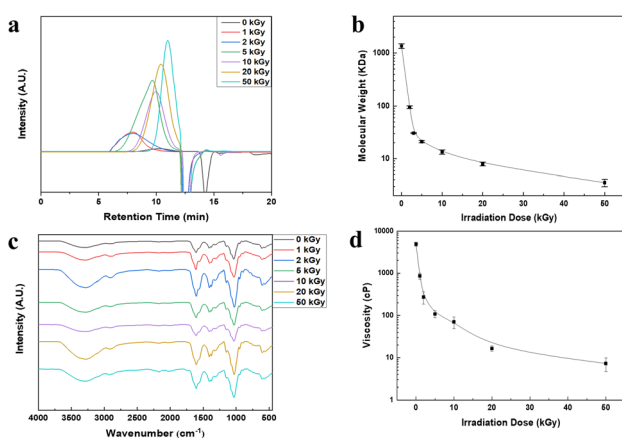 a
0 kGy
1 kGy
2 kGy
5 kGy
10 kGy
20 kGy
50 kGy
Intensity (A.U.)
0 5 10 15 20
Retention Time (min)
b
1000
100
10
Molecular Weight (KDa)
0 10 20 30 40 50
Irradiation Dose (kGy)
c
0 kGy
1 kGy
2 kGy
5 kGy
10 kGy
20 kGy
50 kGy
Intensity (A.U.)
4000 3500 3000 2500 2000 1500 1000 500
Wavenumber (cm⁻¹)
d
10000
1000
100
10
1
Viscosity (cP)
0 10 20 30 40 50
Irradiation Dose (kGy)